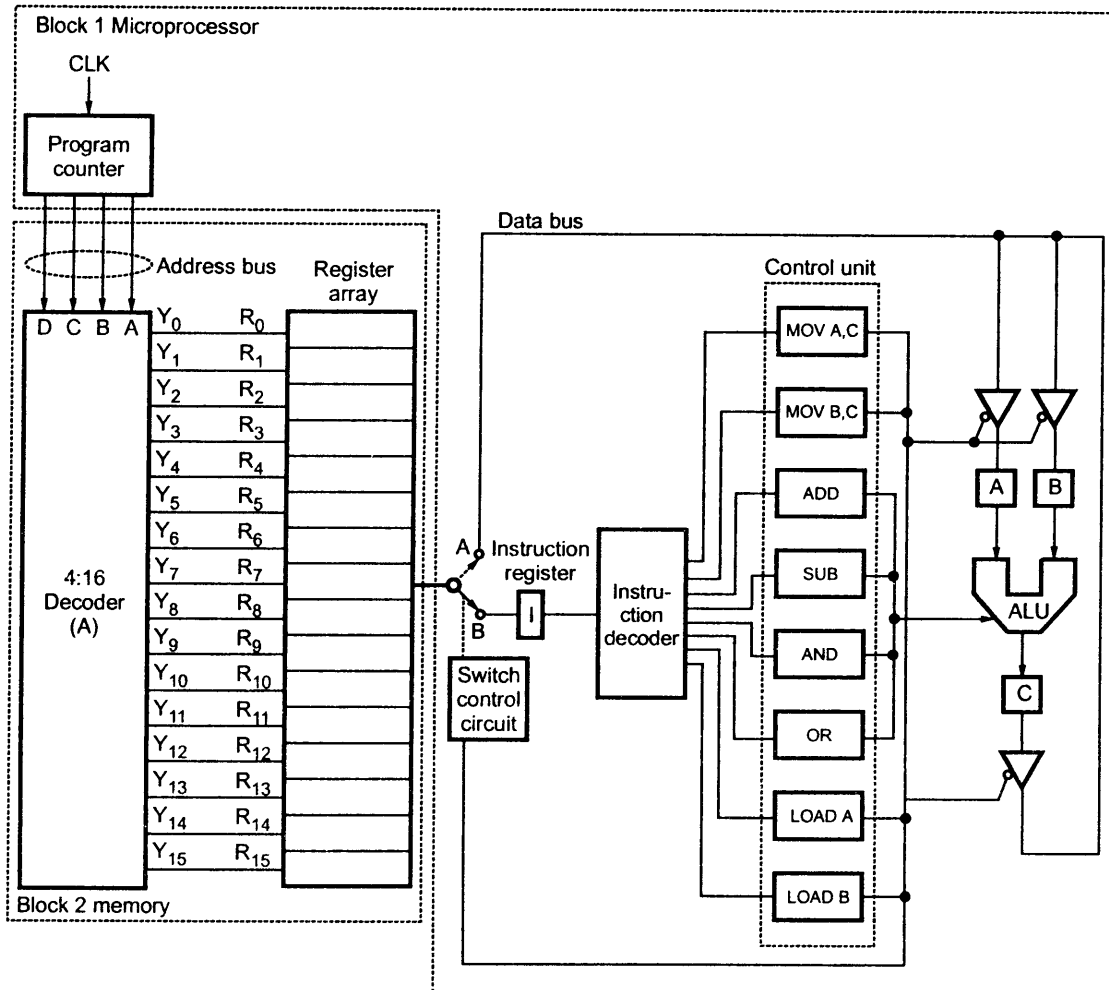 Block 1 Microprocessor
CLK
Program
counter
Data bus
Address bus
Register
array
Control unit
D C B A
Y0 R0
Y1 R1
Y2 R2
Y3 R3
Y4 R4
Y5 R5
Y6 R6
Y7 R7
Y8 R8
Y9 R9
Y10 R10
Y11 R11
Y12 R12
Y13 R13
Y14 R14
Y15 R15
4:16
Decoder
(A)
Block 2 memory
A
B
Instruction
register
I
Switch
control
circuit
Instru-
ction
decoder
MOV A,C
MOV B,C
ADD
SUB
AND
OR
LOAD A
LOAD B
A
B
ALU
C